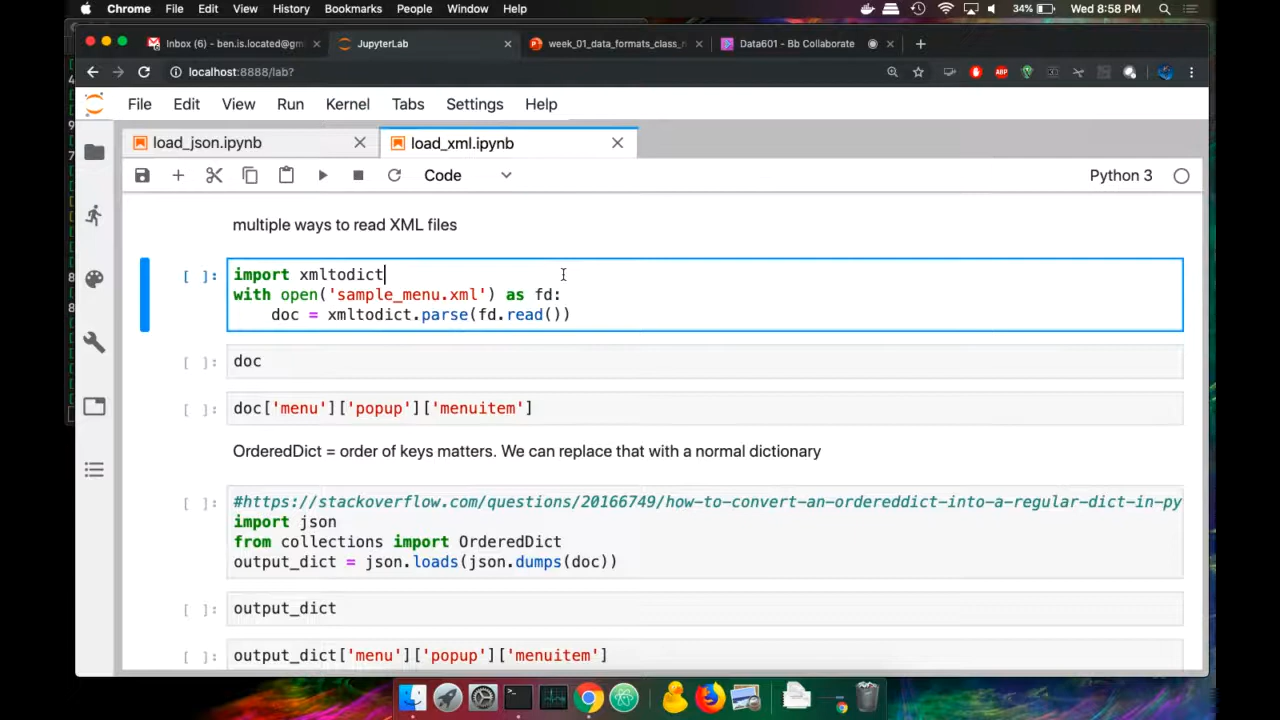 Chrome File Edit View History Bookmarks People Window Help 34% Wed 8:58 PM
Inbox (6) - ben.is.located@gm JupyterLab week_01_data_formats_class_ Data601 - Bb Collaborate
localhost:8888/lab? ABP
File Edit View Run Kernel Tabs Settings Help
load_json.ipynb load_xml.ipynb
Code Python 3
multiple ways to read XML files
[ ]: import xmltodict
with open('sample_menu.xml') as fd:
doc = xmltodict.parse(fd.read())
[ ]: doc
[ ]: doc['menu']['popup']['menuitem']
OrderedDict = order of keys matters. We can replace that with a normal dictionary
[ ]: #https://stackoverflow.com/questions/20166749/how-to-convert-an-ordereddict-into-a-regular-dict-in-py
import json
from collections import OrderedDict
output_dict = json.loads(json.dumps(doc))
[ ]: output_dict
[ ]: output_dict['menu']['popup']['menuitem']